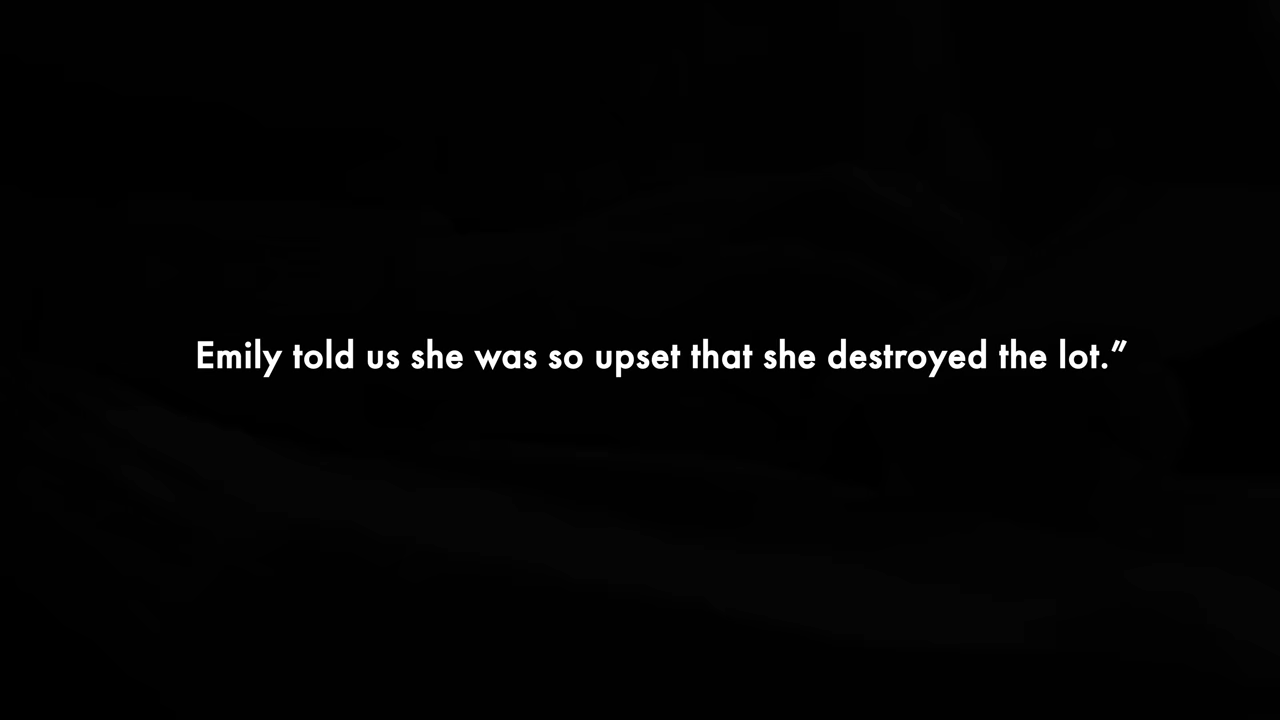 Emily told us she was so upset that she destroyed the lot.”